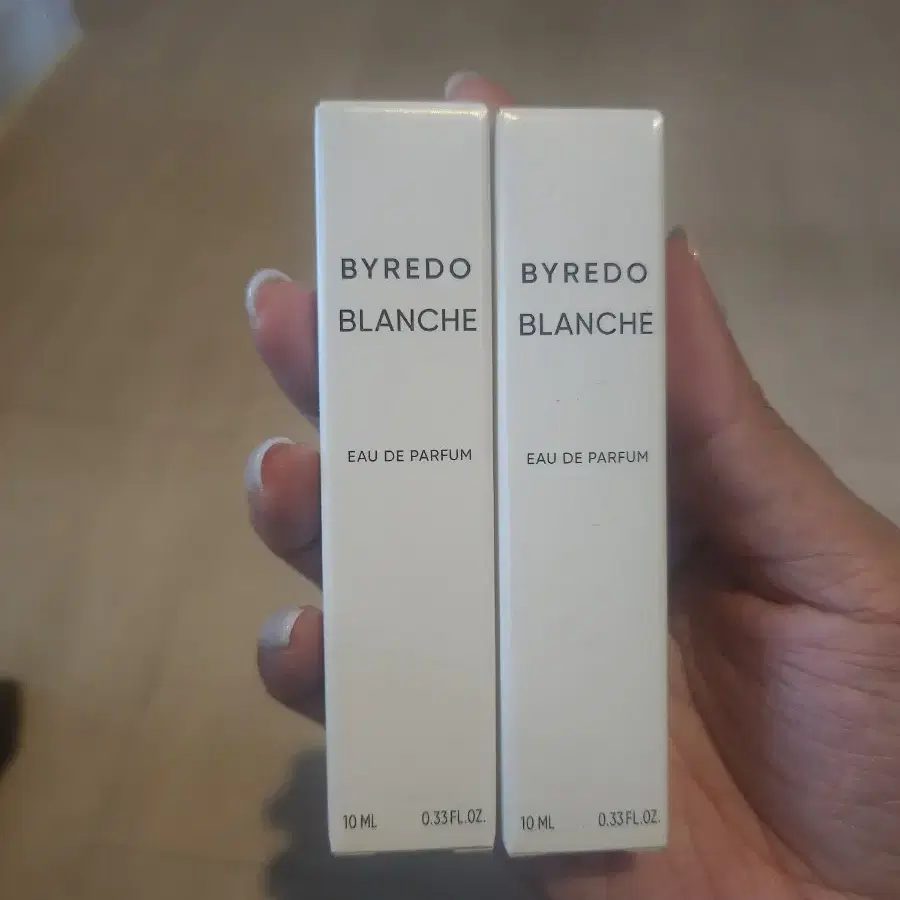 BYREDO
BLANCHE
EAU DE PARFUM
10 ML 0.33 FL.OZ.
BYREDO
BLANCHE
EAU DE PARFUM
10 ML 0.33 FL.OZ.